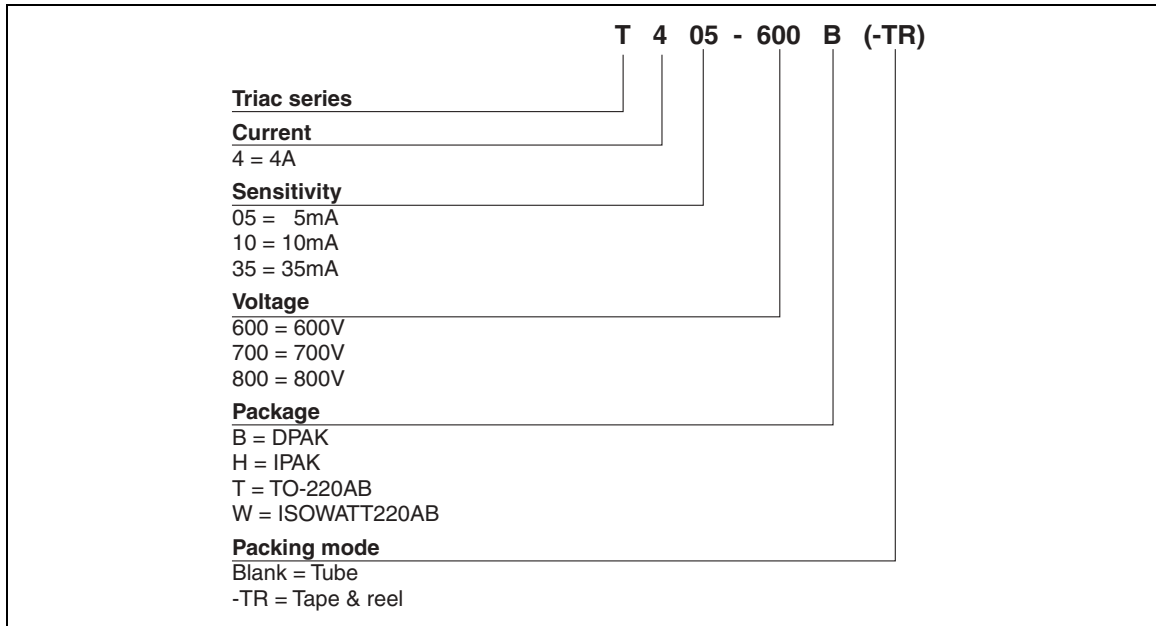 T 4 05 - 600 B (-TR)
Triac series
Current
4 = 4A
Sensitivity
05 = 5mA
10 = 10mA
35 = 35mA
Voltage
600 = 600V
700 = 700V
800 = 800V
Package
B = DPAK
H = IPAK
T = TO-220AB
W = ISOWATT220AB
Packing mode
Blank = Tube
-TR = Tape & reel